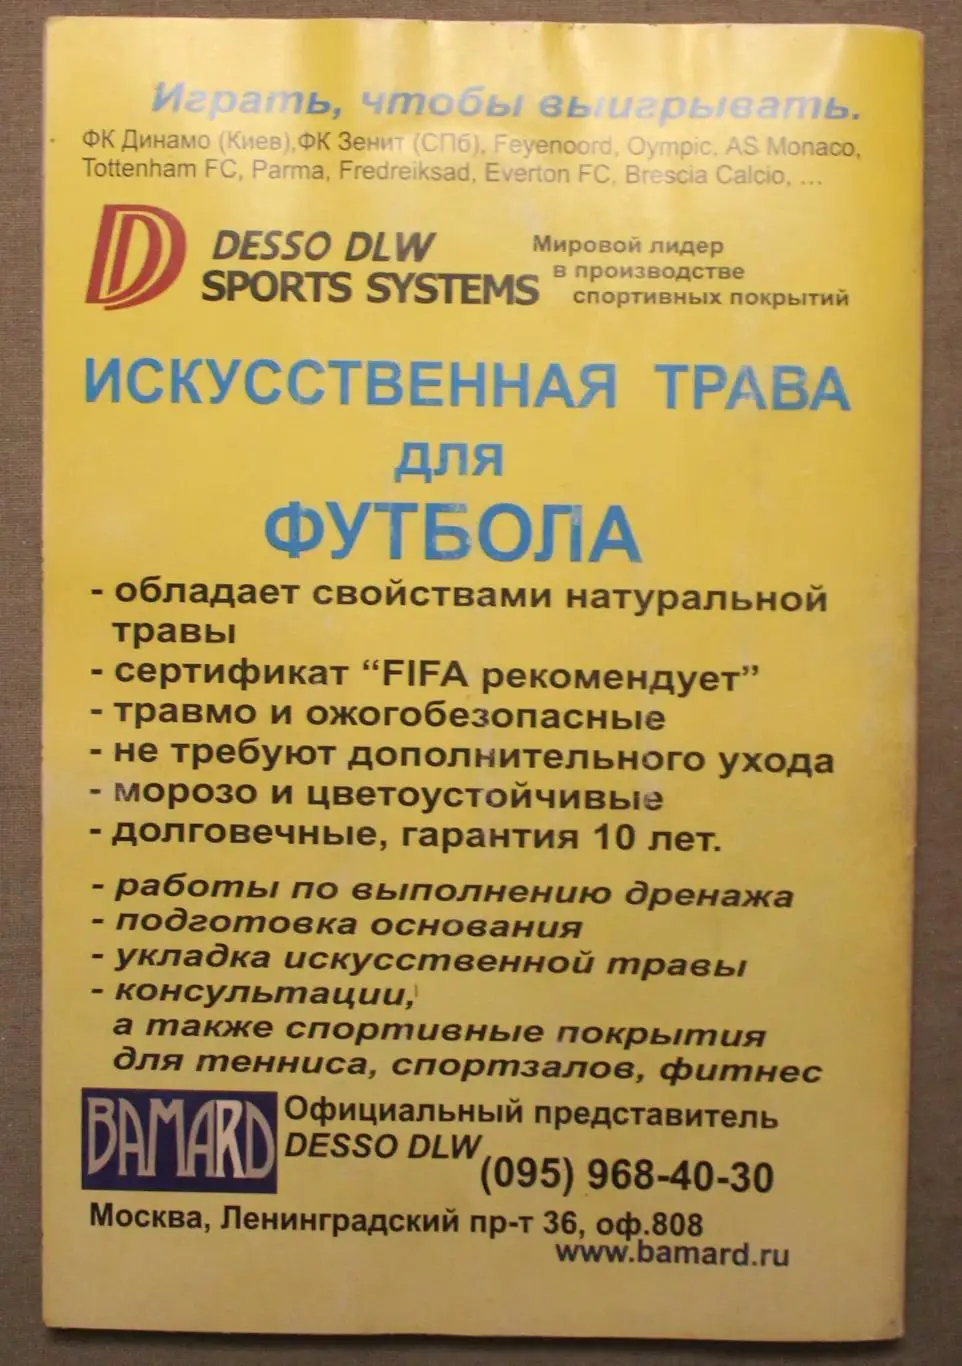 Играть, чтобы выигрывать.
ФК Динамо (Киев),ФК Зенит (СПб), Feyenoord, Oympic, AS Monaco,
Tottenham FC, Parma, Fredreiksad, Everton FC, Brescia Calcio, ...
DESSO DLW
SPORTS SYSTEMS
Мировой лидер
в производстве
спортивных покрытий
ИСКУССТВЕННАЯ ТРАВА
для
ФУТБОЛА
- обладает свойствами натуральной
травы
- сертификат “FIFA рекомендует”
- травмо и ожогобезопасные
- не требуют дополнительного ухода
- морозо и цветоустойчивые
- долговечные, гарантия 10 лет.
- работы по выполнению дренажа
- подготовка основания
- укладка искусственной травы
- консультации,
а также спортивные покрытия
для тенниса, спортзалов, фитнес
BAMARD
Официальный представитель
DESSO DLW
(095) 968-40-30
Москва, Ленинградский пр-т 36, оф.808
www.bamard.ru